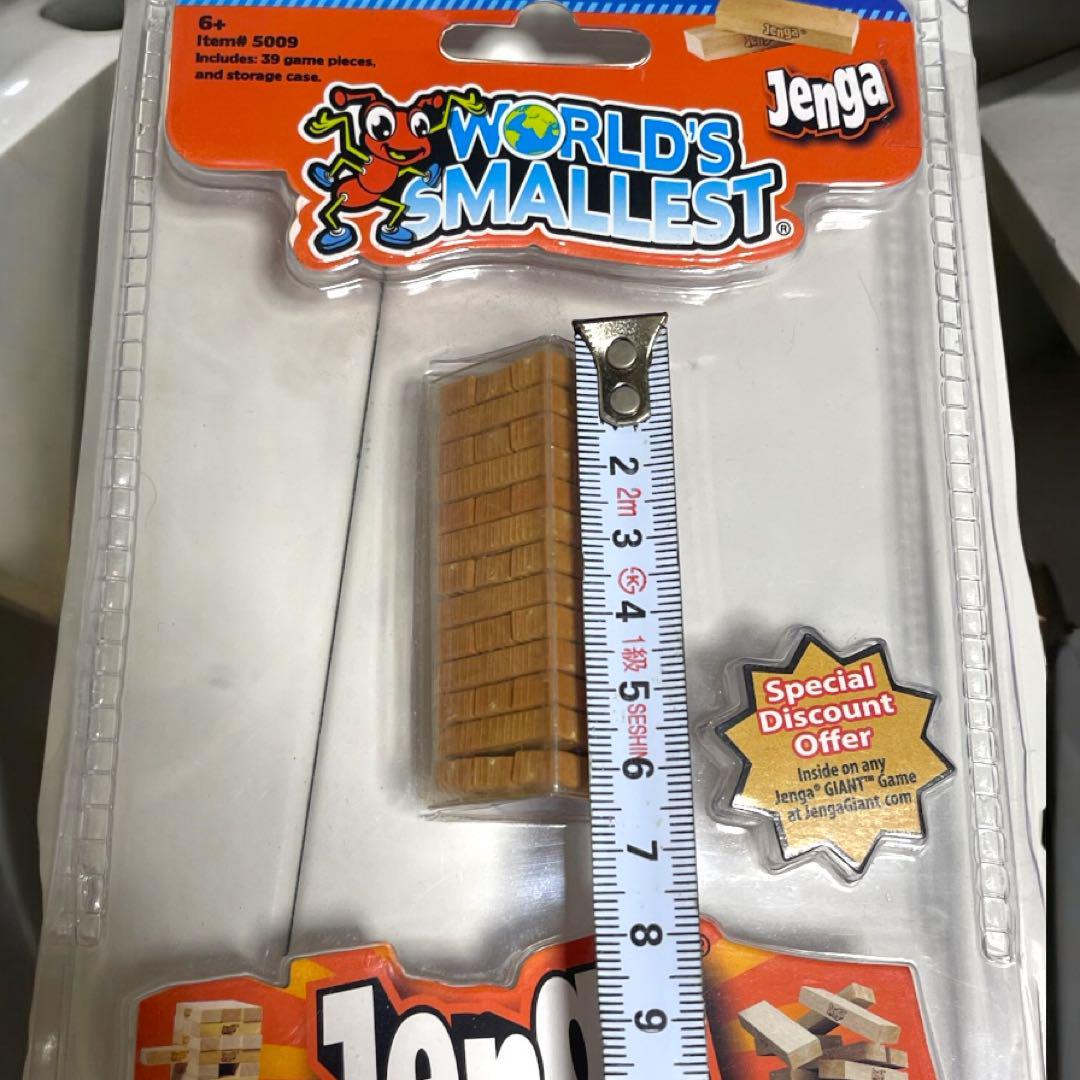 6+
Item# 5009
Includes: 39 game pieces,
and storage case.
Jenga®
Jenga®
WORLD'S
SMALLEST®
2
2m
3
K
4
1級
5
SESHIN
6
7
8
9
Special
Discount
Offer
Inside on any
Jenga® GIANT™ Game
at JengaGiant.com